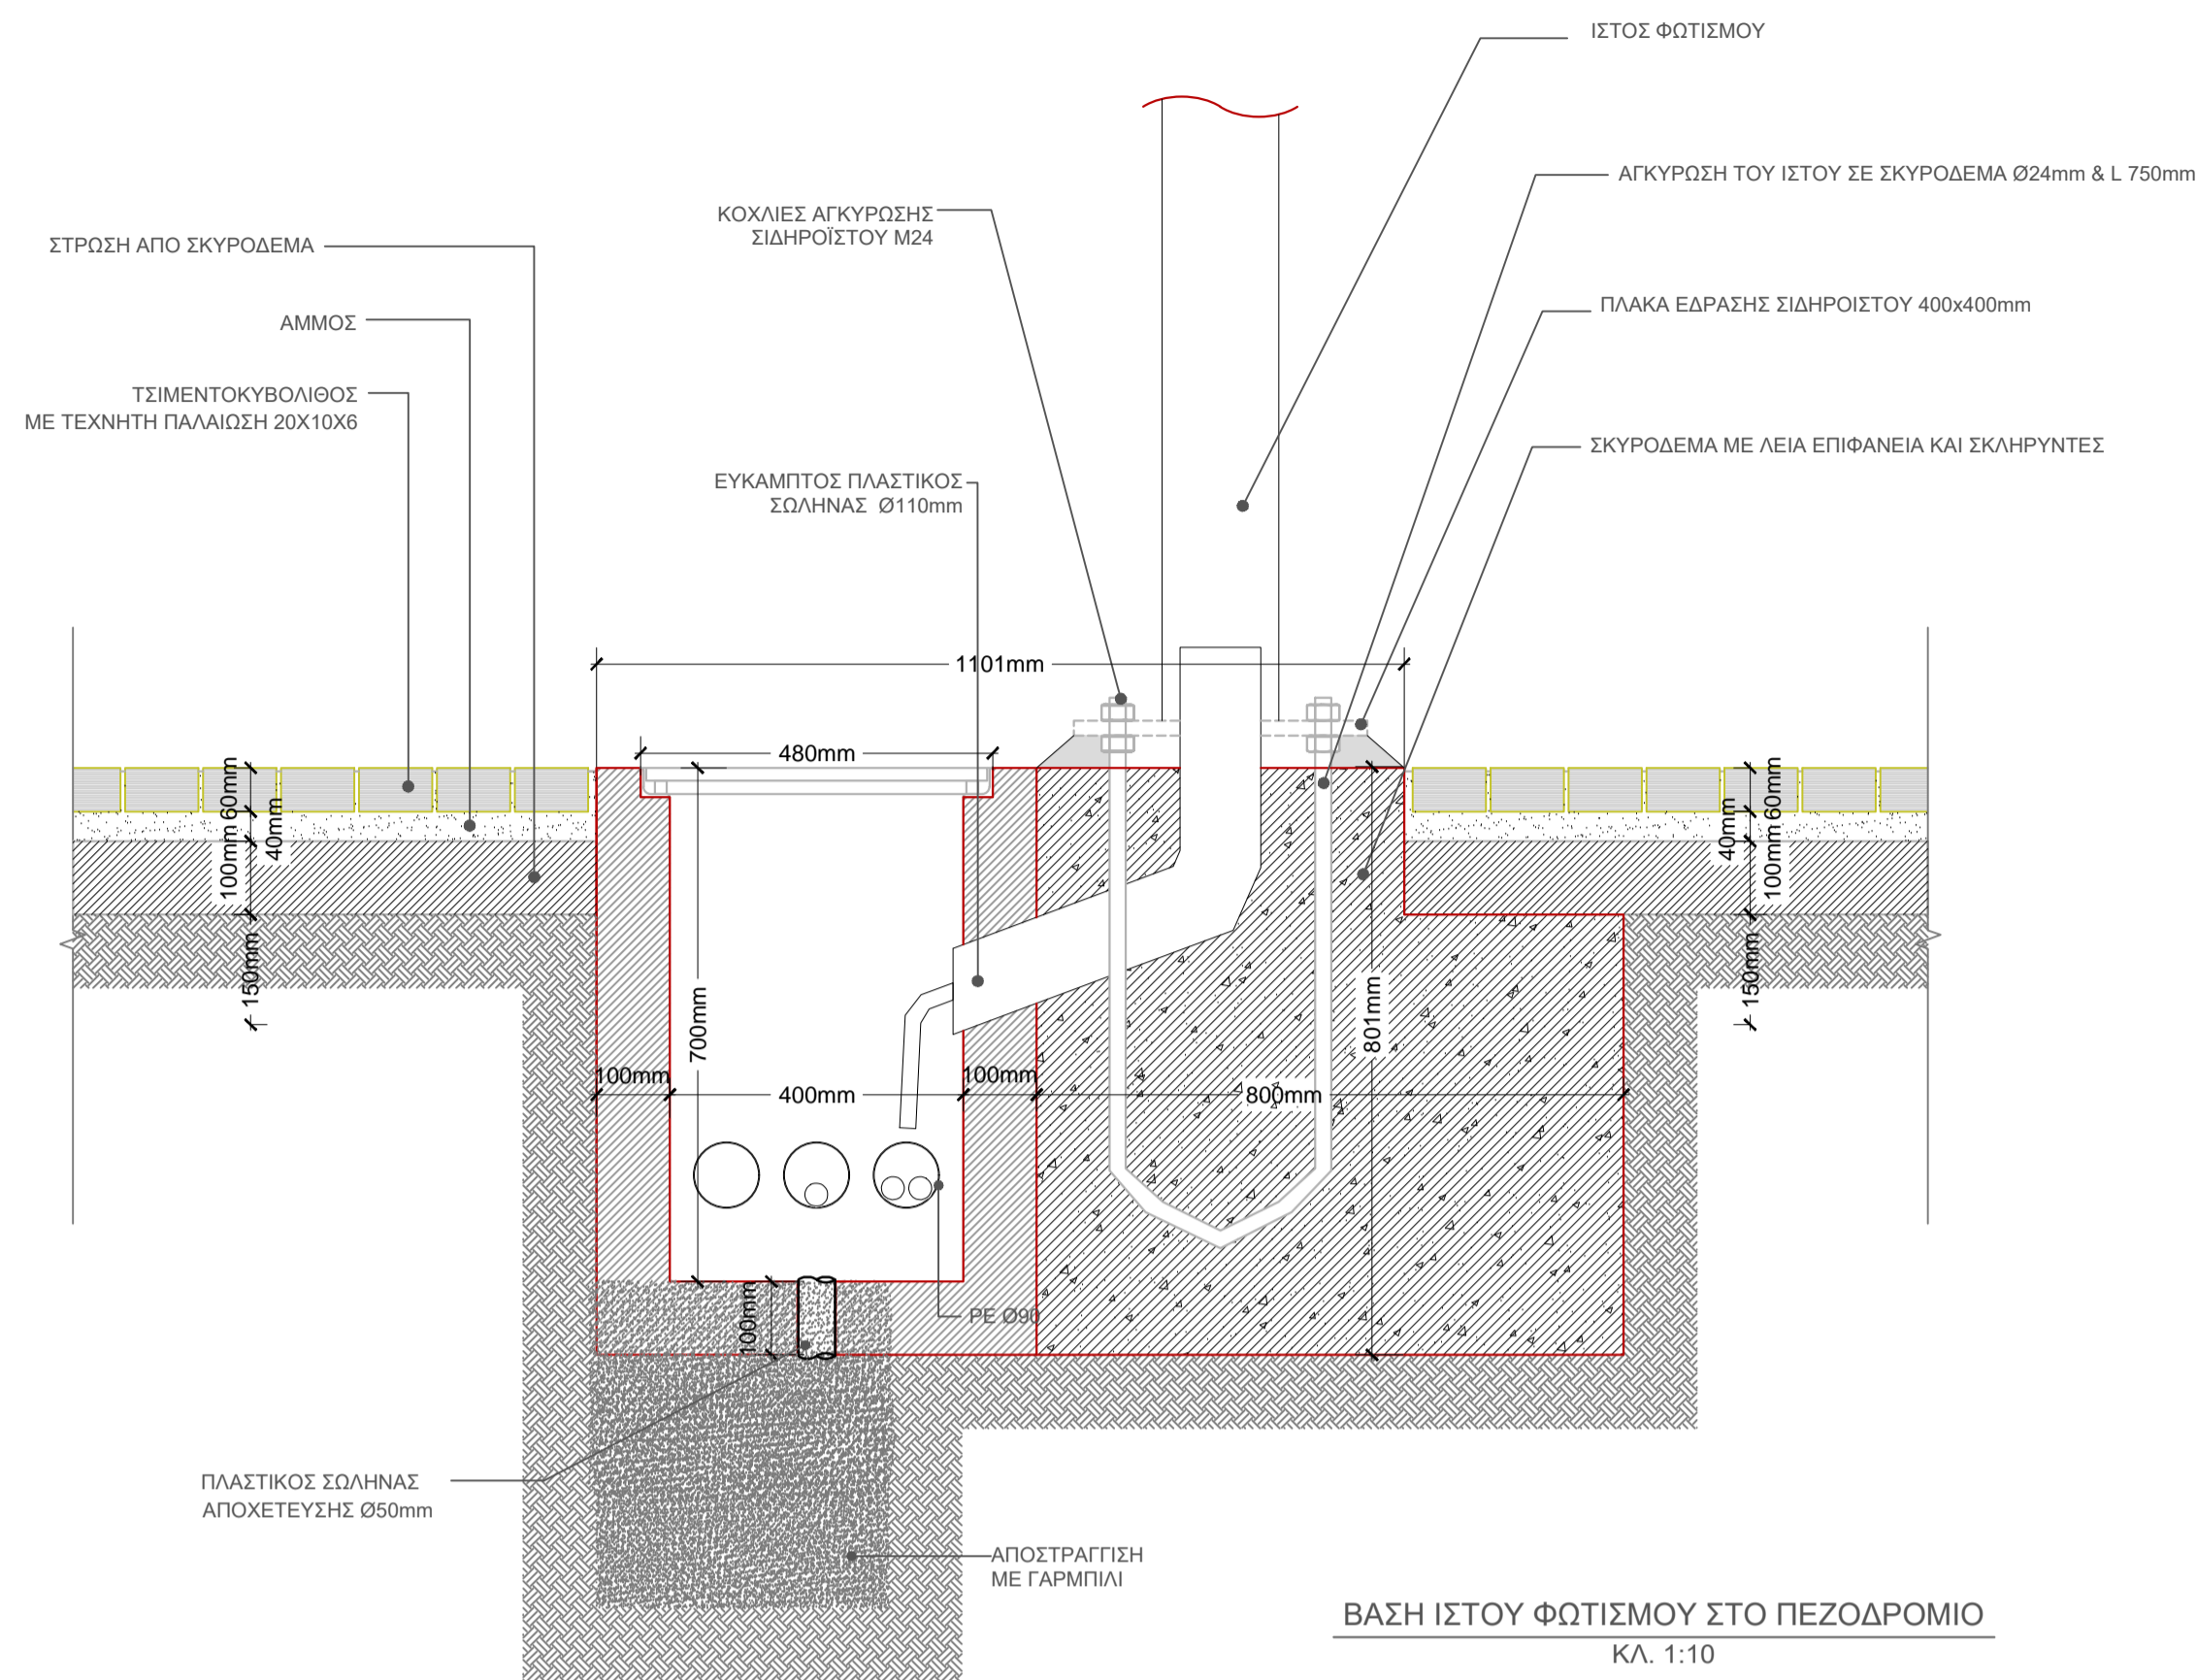 ΙΣΤΟΣ ΦΩΤΙΣΜΟΥ
ΑΓΚΥΡΩΣΗ ΤΟΥ ΙΣΤΟΥ ΣΕ ΣΚΥΡΟΔΕΜΑ Ø24mm & L 750mm
ΚΟΧΛΙΕΣ ΑΓΚΥΡΩΣΗΣ
ΣΙΔΗΡΟΪΣΤΟΥ Μ24
ΣΤΡΩΣΗ ΑΠΟ ΣΚΥΡΟΔΕΜΑ
ΠΛΑΚΑ ΕΔΡΑΣΗΣ ΣΙΔΗΡΟΙΣΤΟΥ 400x400mm
ΑΜΜΟΣ
ΤΣΙΜΕΝΤΟΚΥΒΟΛΙΘΟΣ
ΜΕ ΤΕΧΝΗΤΗ ΠΑΛΑΙΩΣΗ 20Χ10Χ6
ΣΚΥΡΟΔΕΜΑ ΜΕ ΛΕΙΑ ΕΠΙΦΑΝΕΙΑ ΚΑΙ ΣΚΛΗΡΥΝΤΕΣ
ΕΥΚΑΜΠΤΟΣ ΠΛΑΣΤΙΚΟΣ
ΣΩΛΗΝΑΣ Ø110mm
1101mm
480mm
60mm
40mm
100mm
150mm
60mm
40mm
100mm
150mm
700mm
801mm
100mm
400mm
100mm
800mm
100mm
PE Ø90
ΠΛΑΣΤΙΚΟΣ ΣΩΛΗΝΑΣ
ΑΠΟΧΕΤΕΥΣΗΣ Ø50mm
ΑΠΟΣΤΡΑΓΓΙΣΗ
ΜΕ ΓΑΡΜΠΙΛΙ
ΒΑΣΗ ΙΣΤΟΥ ΦΩΤΙΣΜΟΥ ΣΤΟ ΠΕΖΟΔΡΟΜΙΟ
ΚΛ. 1:10